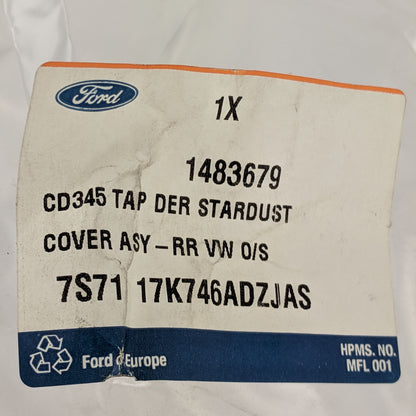 Ford
1X
1483679
CD345 TAP DER STARDUST
COVER ASY – RR VW O/S
7S71 17K746ADZJAS
Ford of Europe
HPMS. NO.
MFL 001